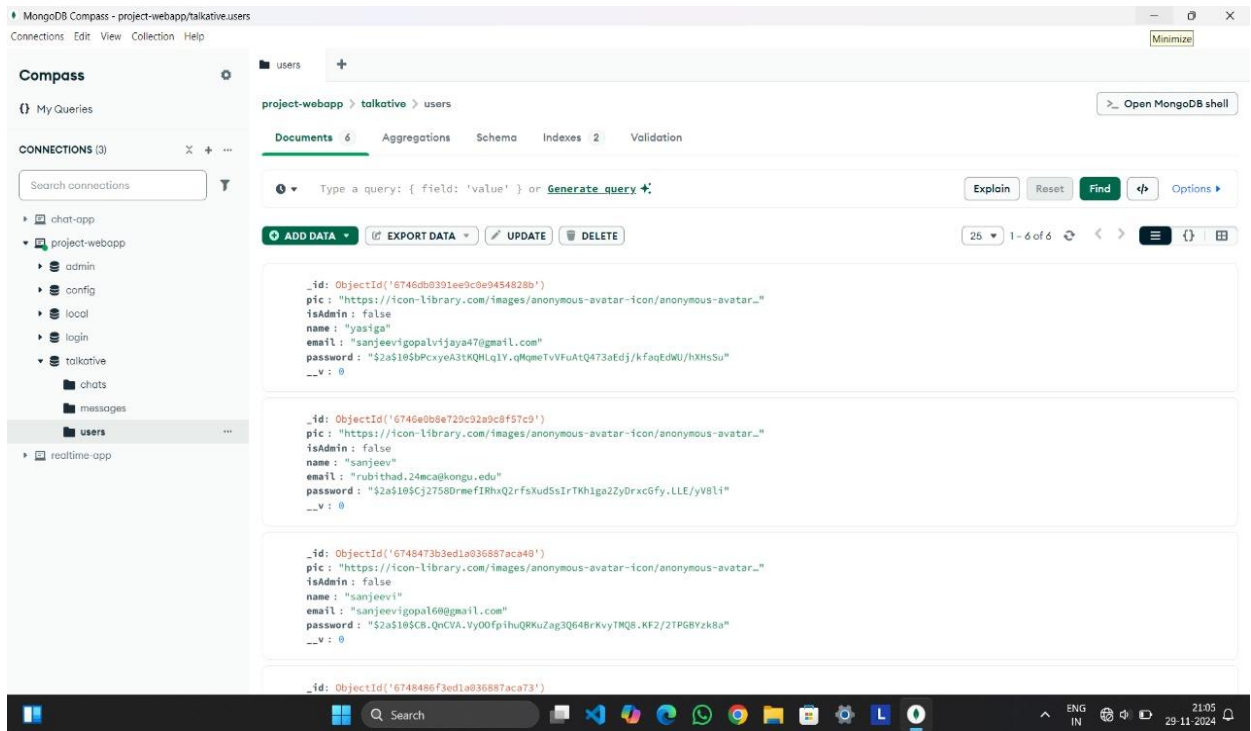 MongoDB Compass - project-webapp/talkative.users
Connections Edit View Collection Help
Minimize
Compass
{} My Queries
CONNECTIONS (3)
Search connections
chat-app
project-webapp
admin
config
local
login
talkative
chats
messages
users
realtime-app
users
project-webapp > talkative > users
>_ Open MongoDB shell
Documents 6 Aggregations Schema Indexes 2 Validation
Type a query: { field: 'value' } or Generate query
Explain Reset Find </> Options
ADD DATA EXPORT DATA UPDATE DELETE
25 1 - 6 of 6 {}
_id: ObjectId('6746db0391ee9c0e9454828b')
pic : "https://icon-library.com/images/anonymous-avatar-icon/anonymous-avatar…"
isAdmin : false
name : "yasiga"
email : "sanjeevigopalvijaya47@gmail.com"
password : "$2a$10$bPcxyeA3tKQHLq1Y.qMqmeTvVFuAtQ473aEdj/kfaqEdWU/hXHsSu"
__v : 0
_id: ObjectId('6746e0b8e729c92a9c8f57c9')
pic : "https://icon-library.com/images/anonymous-avatar-icon/anonymous-avatar…"
isAdmin : false
name : "sanjeev"
email : "rubithad.24mca@kongu.edu"
password : "$2a$10$Cj2758DrmefIRhxQ2rfsXudSsIrTKh1ga2ZyDrxcGfy.LLE/yV8li"
__v : 0
_id: ObjectId('6748473b3ed1a036887aca40')
pic : "https://icon-library.com/images/anonymous-avatar-icon/anonymous-avatar…"
isAdmin : false
name : "sanjeevi"
email : "sanjeevigopal60@gmail.com"
password : "$2a$10$CB.QnCVA.VyOOfpihuQRKuZag3Q64BrKvyTMQ8.KF2/2TPGBYzk8a"
__v : 0
_id: ObjectId('6748486f3ed1a036887aca73')
Search
ENG
IN
21:05
29-11-2024